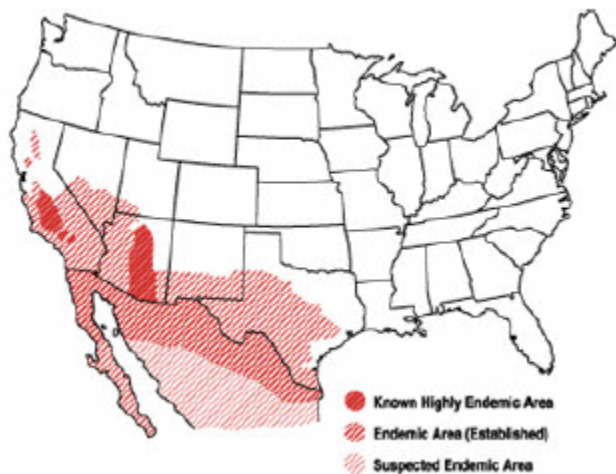 Known Highly Endemic Area
Endemic Area (Established)
Suspected Endemic Area